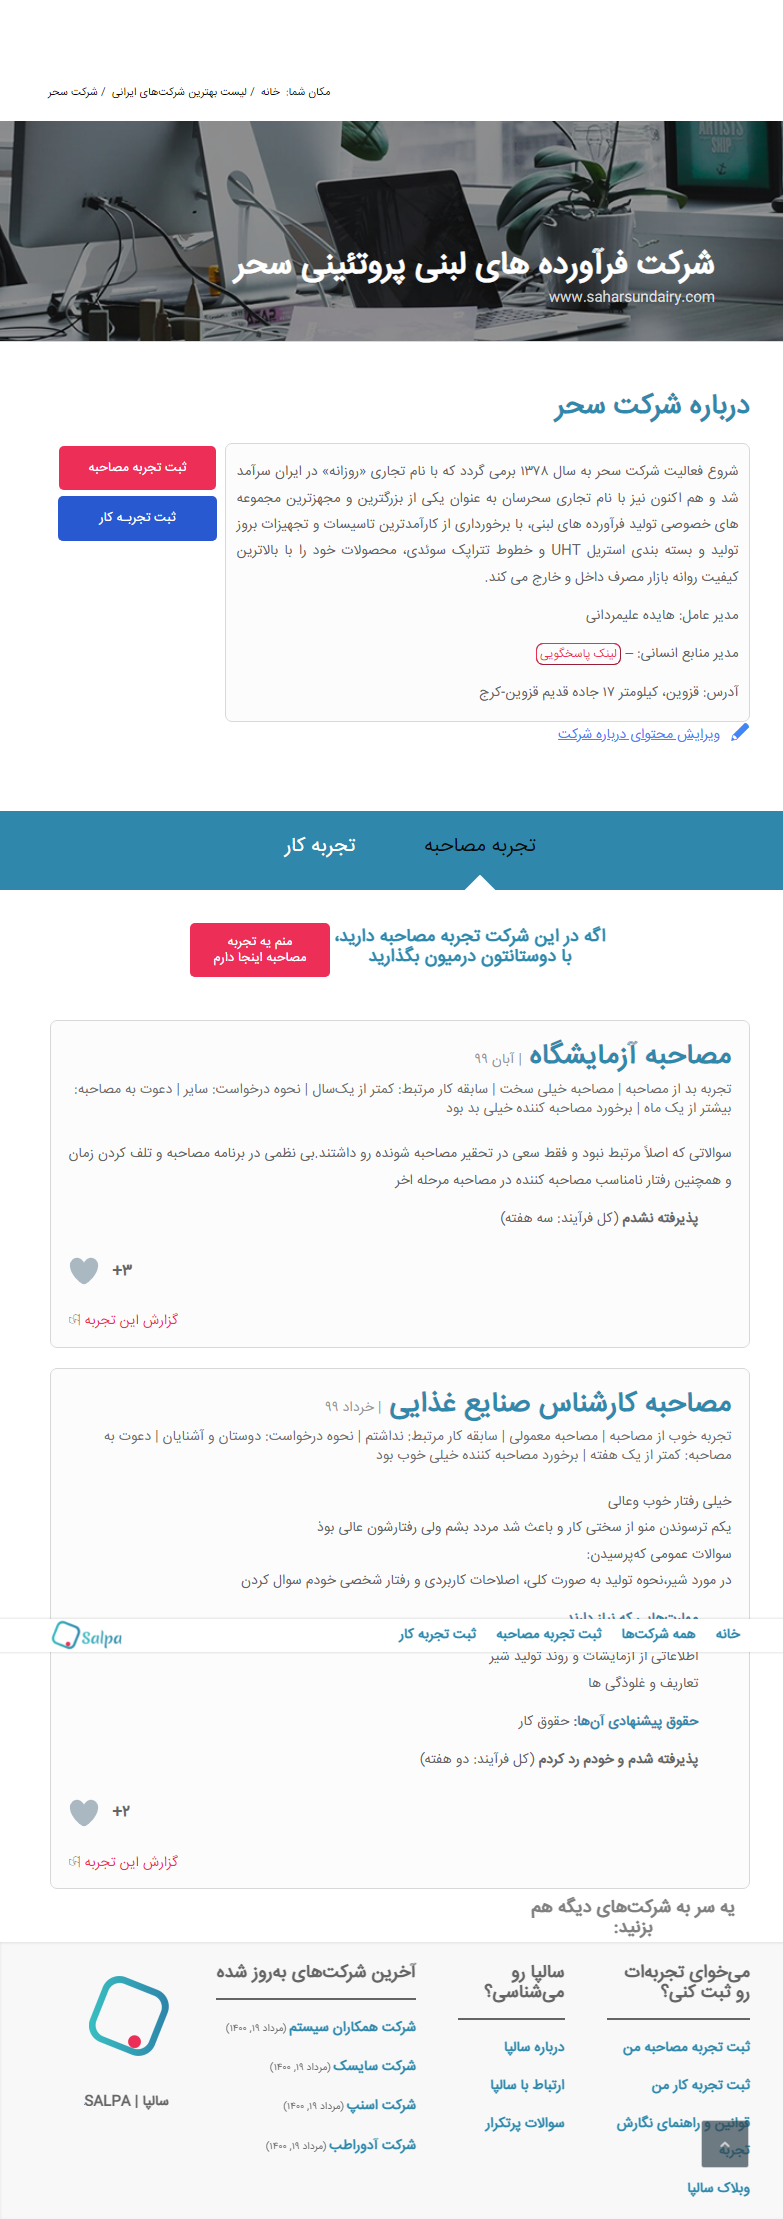 مکان شما: خانه / لیست بهترین شرکت‌های ایرانی / شرکت سحر
ARTISTS
SHIP
شرکت فرآورده های لبنی پروتئینی سحر
www.saharsundairy.com
درباره شرکت سحر
ثبت تجربه مصاحبه
ثبت تجربـه کار
شروع فعالیت شرکت سحر به سال ۱۳۷۸ برمی گردد که با نام تجاری «روزانه» در ایران سرآمد
شد و هم اکنون نیز با نام تجاری سحرسان به عنوان یکی از بزرگترین و مجهزترین مجموعه
های خصوصی تولید فرآورده های لبنی، با برخورداری از کارآمدترین تاسیسات و تجهیزات بروز
تولید و بسته بندی استریل UHT و خطوط تتراپک سوئدی، محصولات خود را با بالاترین
کیفیت روانه بازار مصرف داخل و خارج می کند.
مدیر عامل: هایده علیمردانی
مدیر منابع انسانی: – لینک پاسخگویی
آدرس: قزوین، کیلومتر ۱۷ جاده قدیم قزوین-کرج
ویرایش محتوای درباره شرکت
تجربه مصاحبه
تجربه کار
اگه در این شرکت تجربه مصاحبه دارید،
با دوستانتون درمیون بگذارید
منم یه تجربه
مصاحبه اینجا دارم
مصاحبه آزمایشگاه | آبان ۹۹
تجربه بد از مصاحبه | مصاحبه خیلی سخت | سابقه کار مرتبط: کمتر از یک‌سال | نحوه درخواست: سایر | دعوت به مصاحبه:
بیشتر از یک ماه | برخورد مصاحبه کننده خیلی بد بود
سوالاتی که اصلاً مرتبط نبود و فقط سعی در تحقیر مصاحبه شونده رو داشتند.بی نظمی در برنامه مصاحبه و تلف کردن زمان
و همچنین رفتار نامناسب مصاحبه کننده در مصاحبه مرحله اخر
پذیرفته نشدم (کل فرآیند: سه هفته)
+۳
گزارش این تجربه
مصاحبه کارشناس صنایع غذایی | خرداد ۹۹
تجربه خوب از مصاحبه | مصاحبه معمولی | سابقه کار مرتبط: نداشتم | نحوه درخواست: دوستان و آشنایان | دعوت به
مصاحبه: کمتر از یک هفته | برخورد مصاحبه کننده خیلی خوب بود
خیلی رفتار خوب وعالی
یکم ترسوندن منو از سختی کار و باعث شد مردد بشم ولی رفتارشون عالی بوذ
سوالات عمومی که‌پرسیدن:
در مورد شیر،نحوه تولید به صورت کلی، اصلاحات کاربردی و رفتار شخصی خودم سوال کردن
مهارت‌هایی که نیاز دارند
خانه
همه شرکت‌ها
ثبت تجربه مصاحبه
ثبت تجربه کار
Salpa
اطلاعاتی از ازمایشات و روند تولید شیر
تعاریف و غلوذگی ها
حقوق پیشنهادی آن‌ها: حقوق کار
پذیرفته شدم و خودم رد کردم (کل فرآیند: دو هفته)
+۲
گزارش این تجربه
یه سر به شرکت‌های دیگه هم
بزنید:
می‌خوای تجربه‌ات
رو ثبت کنی؟
ثبت تجربه مصاحبه من
ثبت تجربه کار من
قوانین و راهنمای نگارش
تجربه
وبلاگ سالپا
سالپا رو
می‌شناسی؟
درباره سالپا
ارتباط با سالپا
سوالات پرتکرار
آخرین شرکت‌های به‌روز شده
شرکت همکاران سیستم (مرداد ۱۹, ۱۴۰۰)
شرکت سایسک (مرداد ۱۹, ۱۴۰۰)
شرکت اسنپ (مرداد ۱۹, ۱۴۰۰)
شرکت آدوراطب (مرداد ۱۹, ۱۴۰۰)
سالپا | SALPA